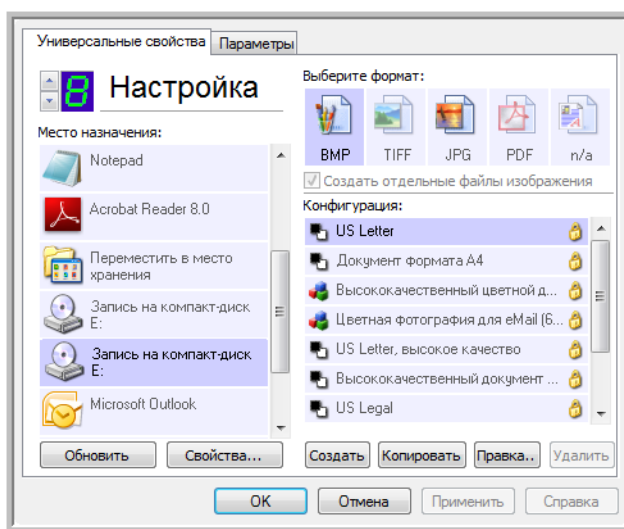 Универсальные свойства
Параметры
8
Настройка
Место назначения:
Notepad
Acrobat Reader 8.0
Переместить в место
хранения
Запись на компакт-диск
E:
Запись на компакт-диск
E:
Microsoft Outlook
Обновить
Свойства...
Выберите формат:
BMP
TIFF
JPG
PDF
n/a
Создать отдельные файлы изображения
Конфигурация:
US Letter
Документ формата A4
Высококачественный цветной д...
Цветная фотография для eMail (6...
US Letter, высокое качество
Высококачественный документ ...
US Legal
Создать
Копировать
Правка..
Удалить
OK
Отмена
Применить
Справка